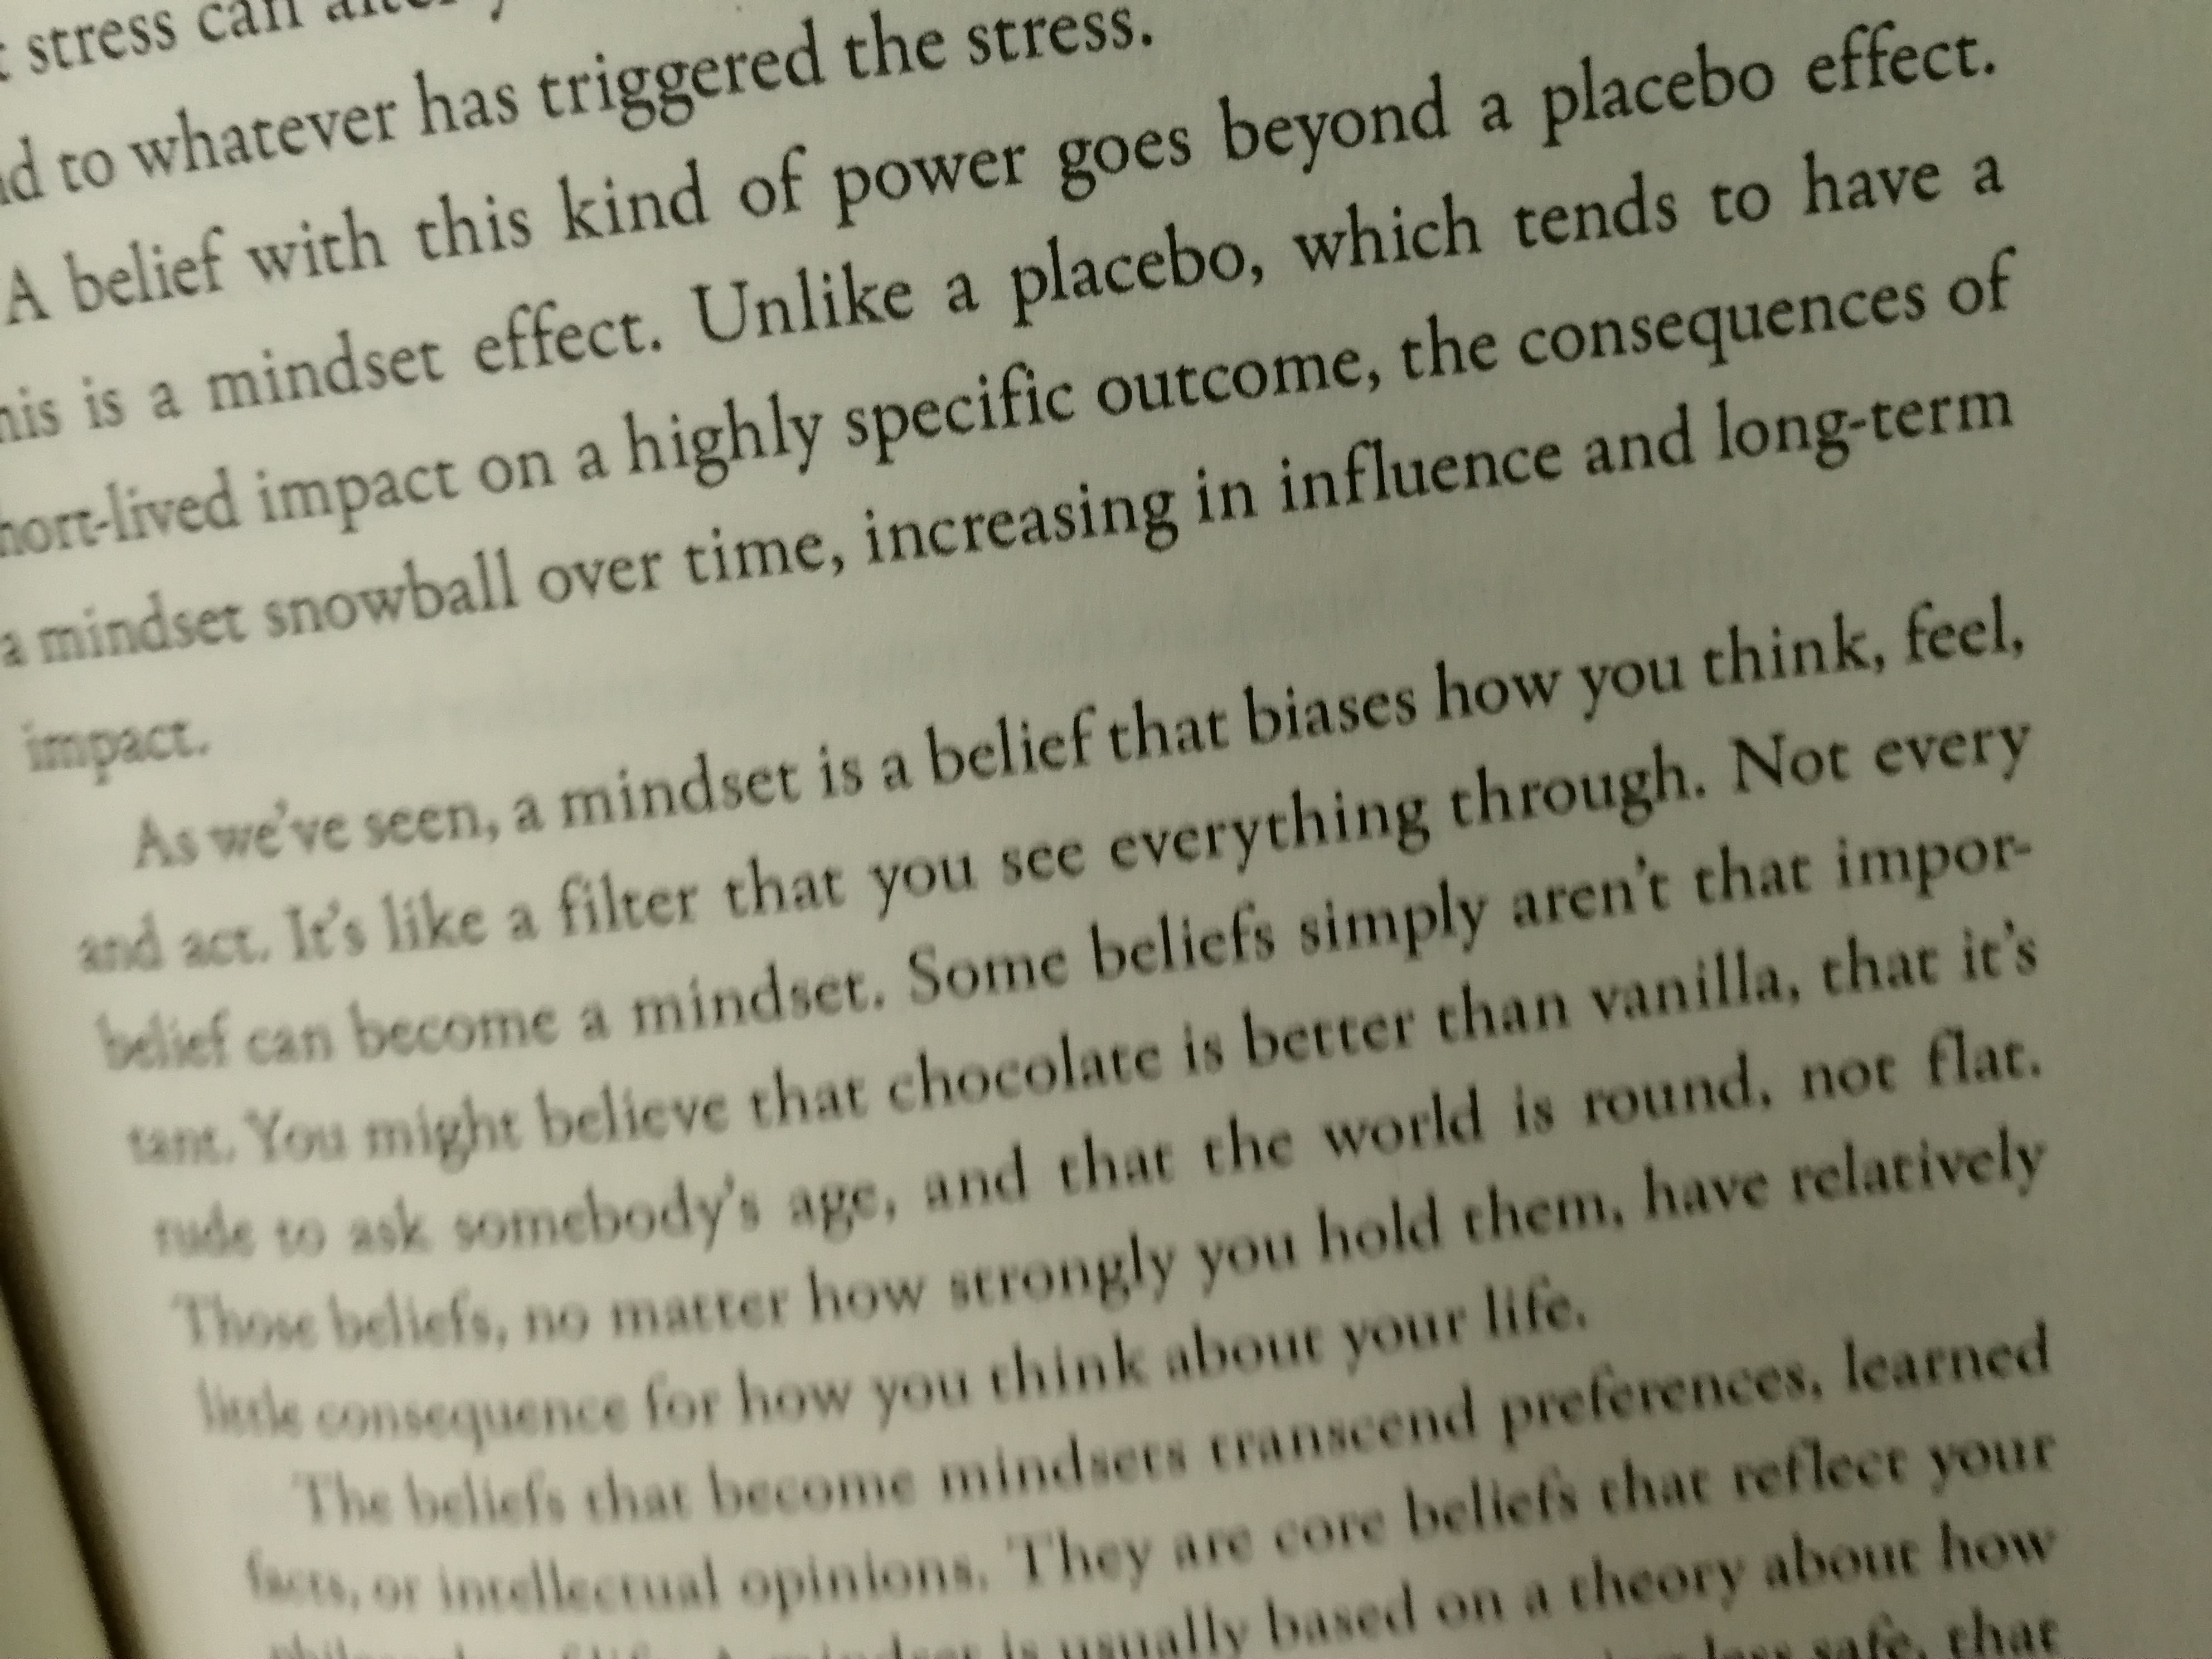 stress can alter
to whatever has triggered the stress.
A belief with this kind of power goes beyond a placebo effect.
is a mindset effect. Unlike a placebo, which tends to have a
hort-lived impact on a highly specific outcome, the consequences of
a mindset snowball over time, increasing in influence and long-term
impact.
As we've seen, a mindset is a belief that biases how you think, feel,
and act. It's like a filter that you see everything through. Not every
belief can become a mindset. Some beliefs simply aren't that impor-
tant. You might believe that chocolate is better than vanilla, that it's
rude to ask somebody's age, and that the world is round, not flat.
Those beliefs, no matter how strongly you hold them, have relatively
little consequence for how you think about your life.
The beliefs that become mindsets transcend preferences, learned
facts, or intellectual opinions. They are core beliefs that reflect your
of life. A mindset is usually based on a theory about how
less safe, that